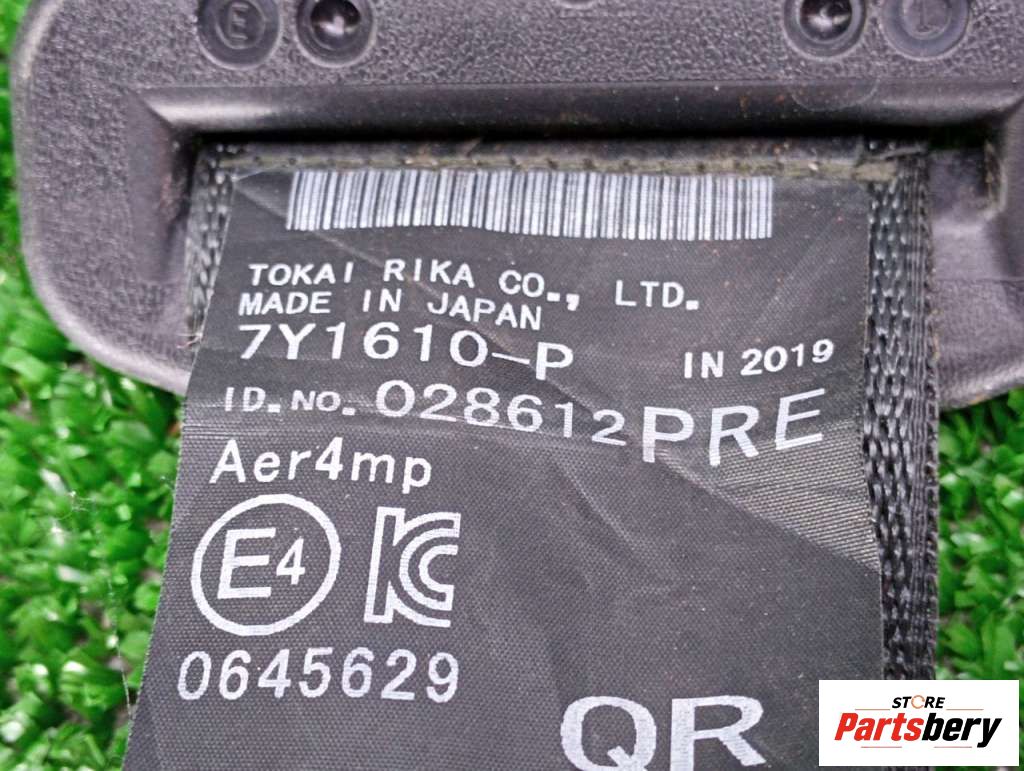 E
TOKAI RIKA CO., LTD.
MADE IN JAPAN
7Y1610-P IN 2019
ID.NO.028612PRE
Aer4mp
E4 KC
0645629
QR
STORE
Partsbery